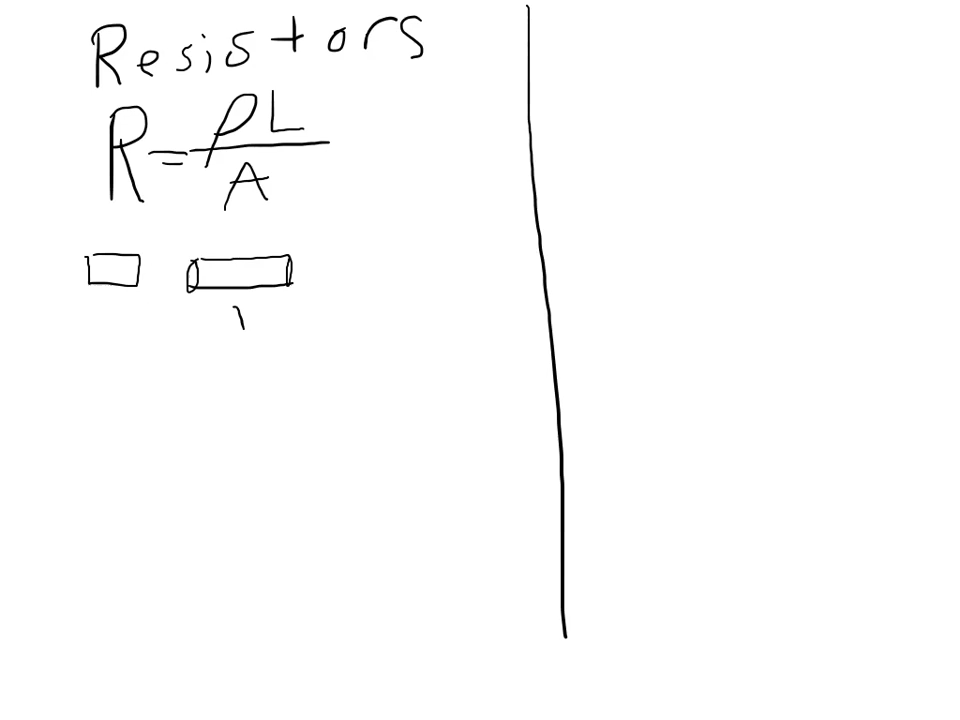 Resistors
R = ρL / A